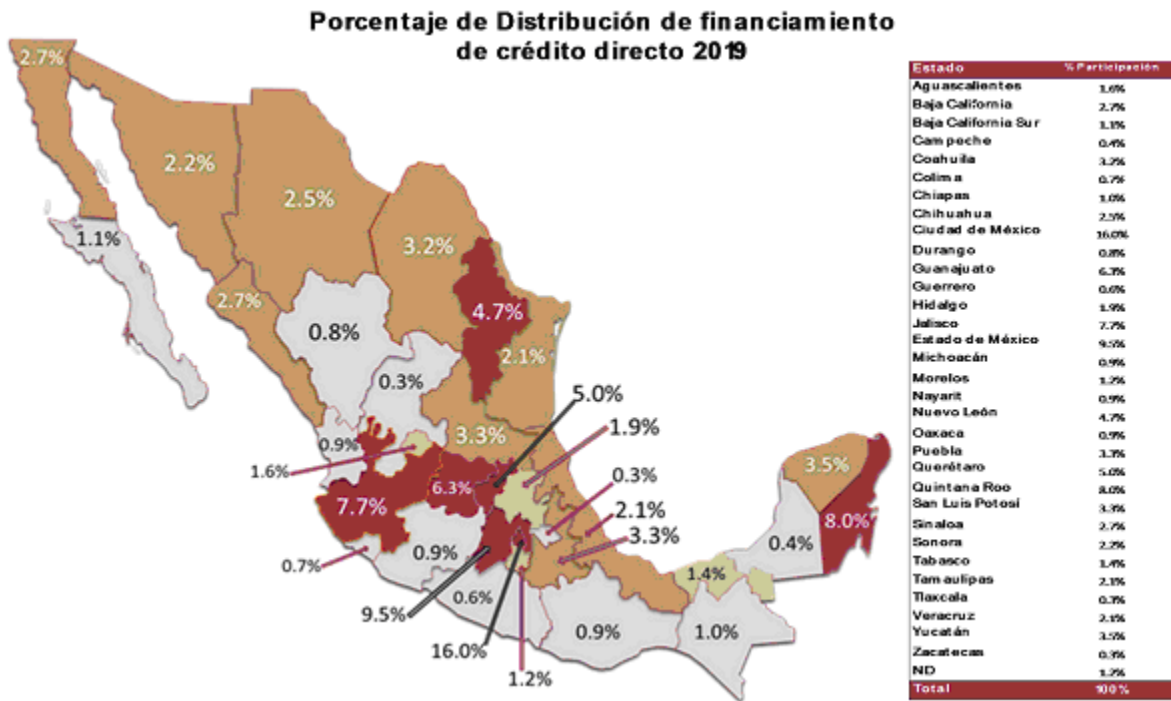 Porcentaje de Distribución de financiamiento
de crédito directo 2019
2.7%
2.2%
2.5%
1.1%
3.2%
2.7%
4.7%
0.8%
2.1%
0.3%
5.0%
3.3%
1.9%
0.9%
1.6%
6.3%
0.3%
3.5%
7.7%
2.1%
8.0%
3.3%
0.4%
0.9%
0.7%
1.4%
0.6%
9.5%
0.9%
1.0%
16.0%
1.2%
Estado % Participación
Aguascalientes 1.6%
Baja California 2.7%
Baja California Sur 1.1%
Campeche 0.4%
Coahuila 3.2%
Colima 0.7%
Chiapas 1.0%
Chihuahua 2.5%
Ciudad de México 16.0%
Durango 0.8%
Guanajuato 6.3%
Guerrero 0.6%
Hidalgo 1.9%
Jalisco 7.7%
Estado de México 9.5%
Michoacán 0.9%
Morelos 1.2%
Nayarit 0.9%
Nuevo León 4.7%
Oaxaca 0.9%
Puebla 3.3%
Querétaro 5.0%
Quintana Roo 8.0%
San Luis Potosí 3.3%
Sinaloa 2.7%
Sonora 2.2%
Tabasco 1.4%
Tamaulipas 2.1%
Tlaxcala 0.3%
Veracruz 2.1%
Yucatán 3.5%
Zacatecas 0.3%
ND 1.2%
Total 100%